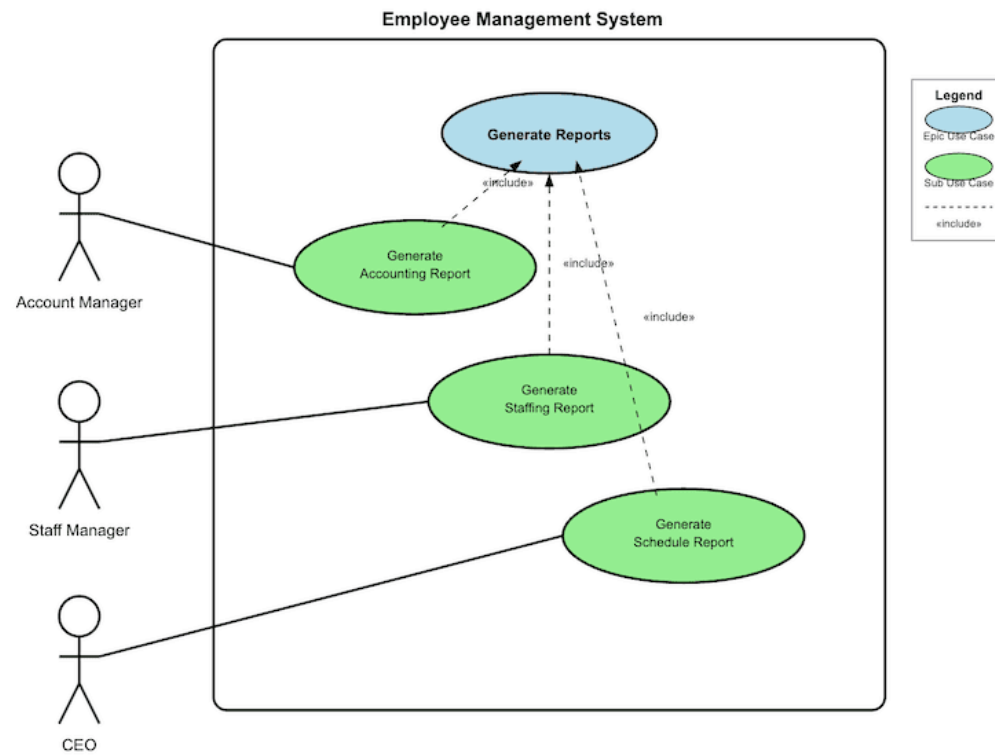 Employee Management System
Generate Reports
Legend
Epic Use Case
Sub Use Case
«include»
«include»
Generate
Accounting Report
Account Manager
«include»
«include»
Generate
Staffing Report
Staff Manager
Generate
Schedule Report
CEO